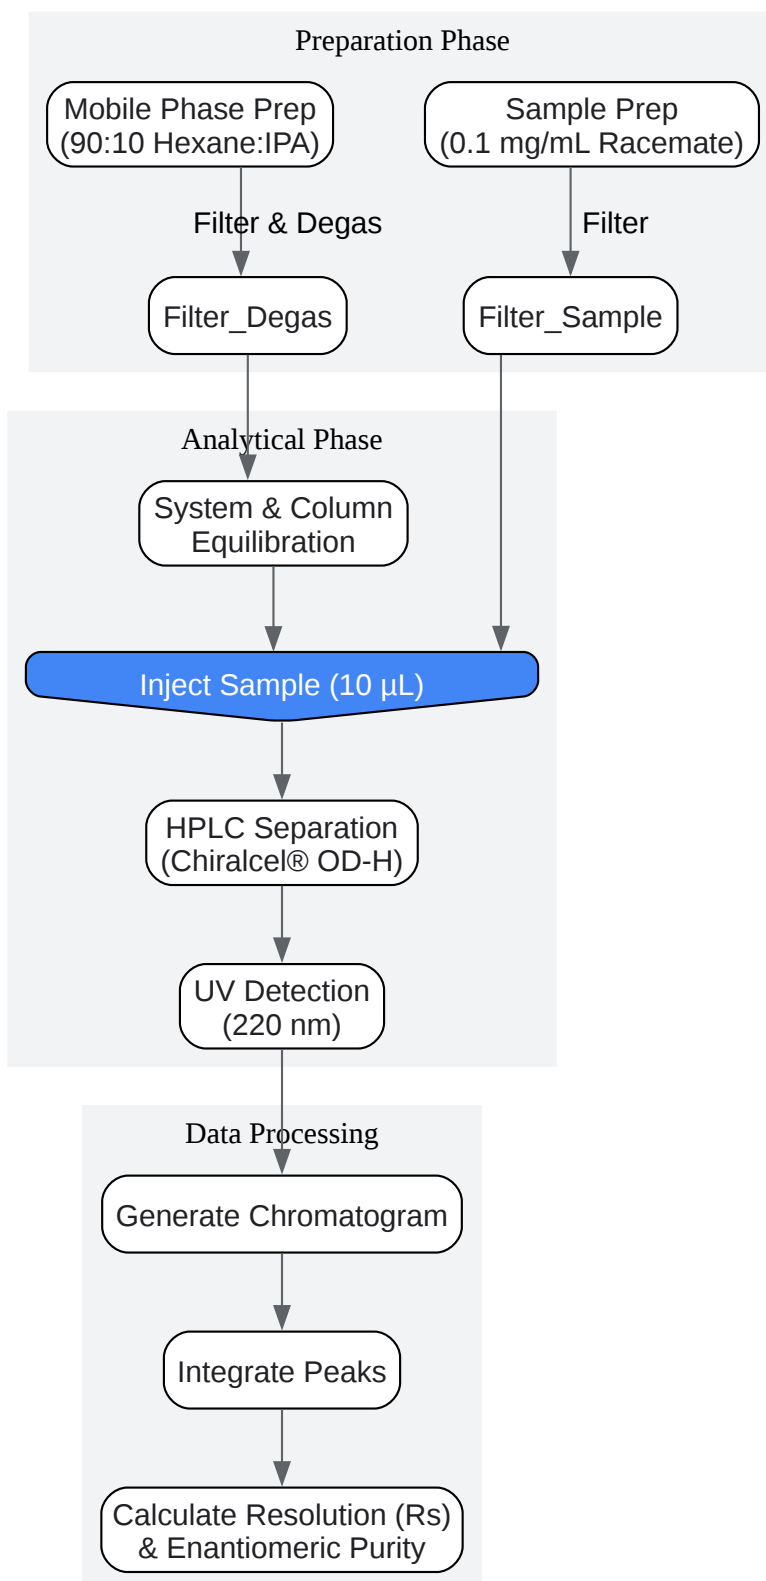 Preparation Phase
Mobile Phase Prep
(90:10 Hexane:IPA)
Sample Prep
(0.1 mg/mL Racemate)
Filter & Degas
Filter
Filter_Degas
Filter_Sample
Analytical Phase
System & Column
Equilibration
Inject Sample (10 µL)
HPLC Separation
(Chiralcel® OD-H)
UV Detection
(220 nm)
Data Processing
Generate Chromatogram
Integrate Peaks
Calculate Resolution (Rs)
& Enantiomeric Purity